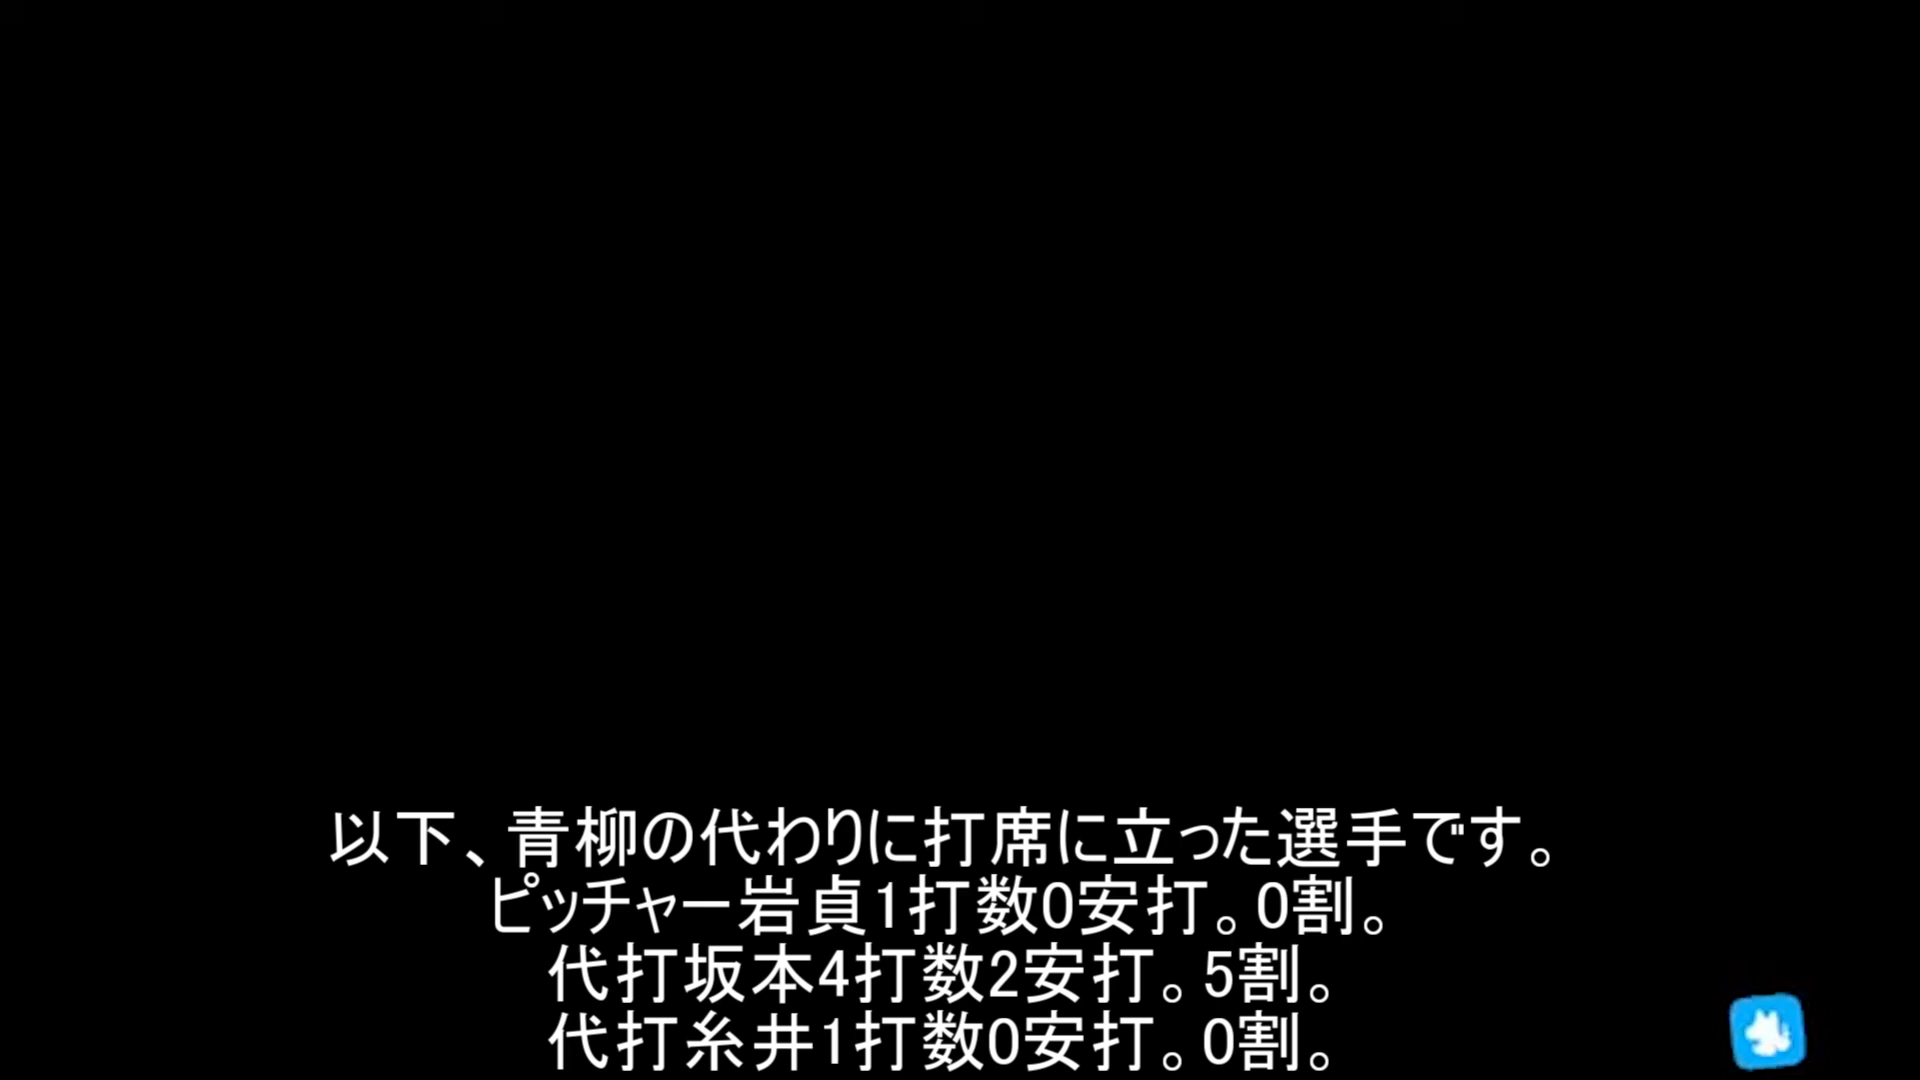 以下、青柳の代わりに打席に立った選手です。
ピッチャー岩貞1打数0安打。0割。
代打坂本4打数2安打。5割。
代打糸井1打数0安打。0割。